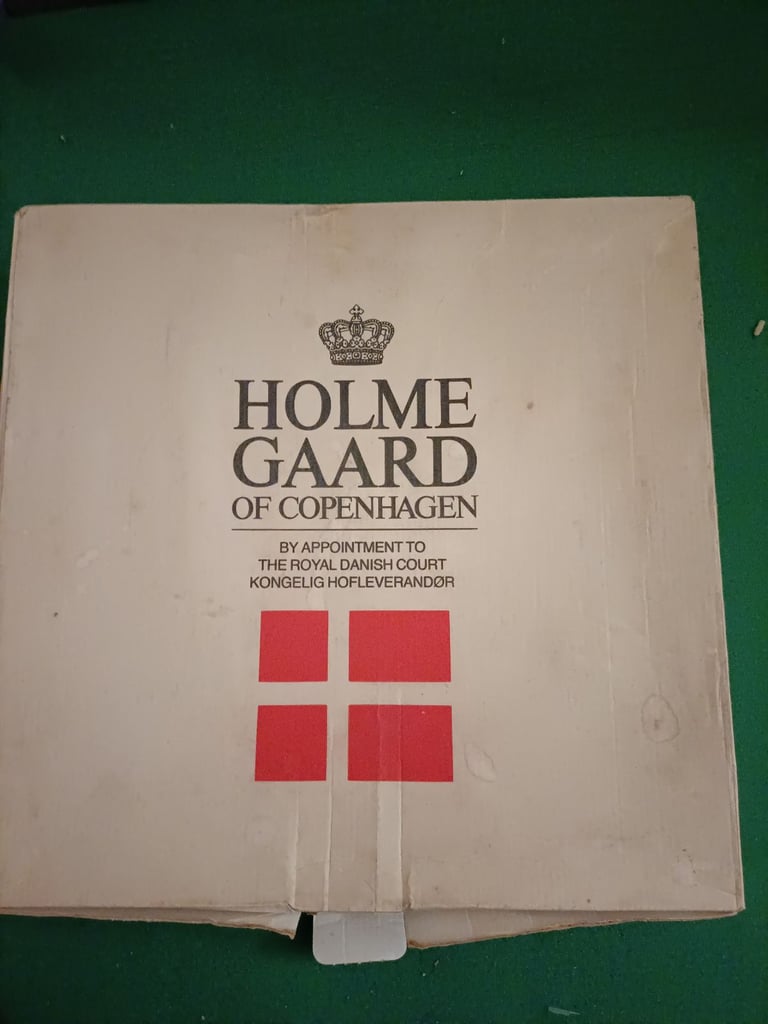 HOLME
GAARD
OF COPENHAGEN
BY APPOINTMENT TO
THE ROYAL DANISH COURT
KONGELIG HOFLEVERANDØR